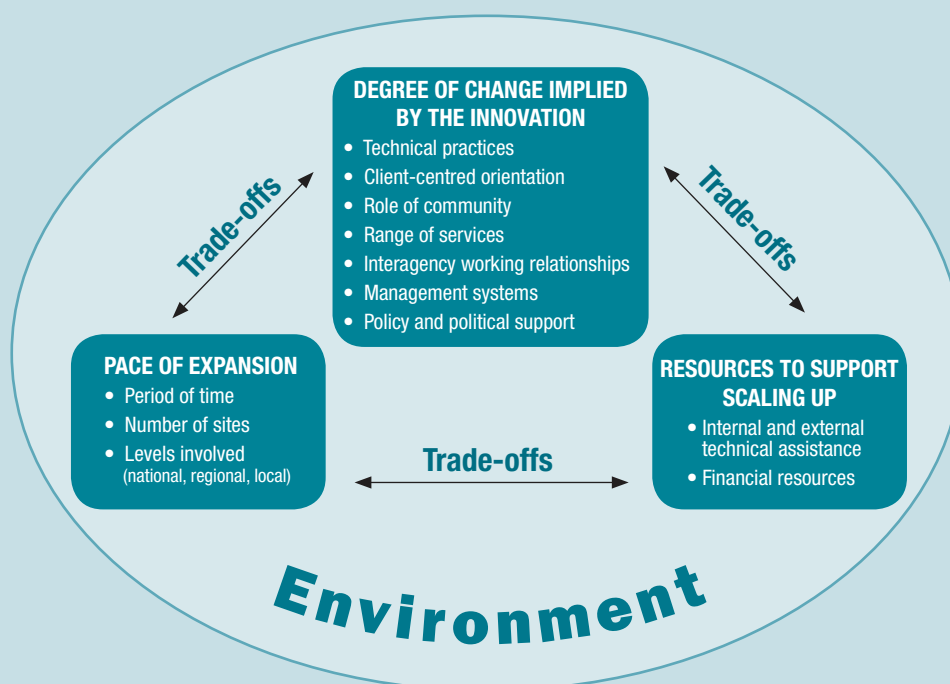 DEGREE OF CHANGE IMPLIED
BY THE INNOVATION
• Technical practices
• Client-centred orientation
• Role of community
• Range of services
• Interagency working relationships
• Management systems
• Policy and political support
Trade-offs
Trade-offs
PACE OF EXPANSION
• Period of time
• Number of sites
• Levels involved
(national, regional, local)
Trade-offs
RESOURCES TO SUPPORT
SCALING UP
• Internal and external
technical assistance
• Financial resources
Environment